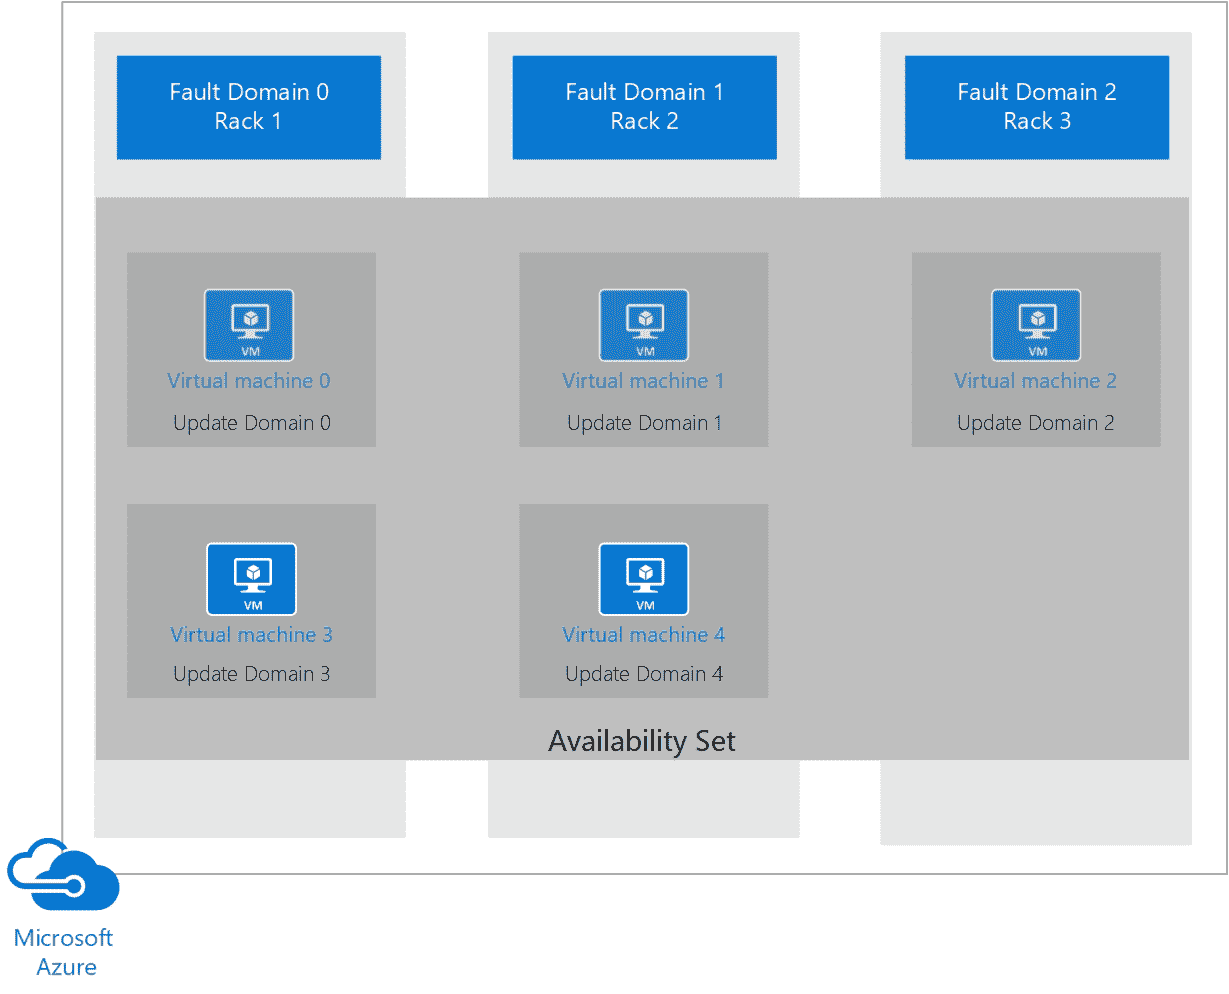 Fault Domain 0
Rack 1
Fault Domain 1
Rack 2
Fault Domain 2
Rack 3
VM
Virtual machine 0
Update Domain 0
VM
Virtual machine 1
Update Domain 1
VM
Virtual machine 2
Update Domain 2
VM
Virtual machine 3
Update Domain 3
VM
Virtual machine 4
Update Domain 4
Availability Set
Microsoft
Azure